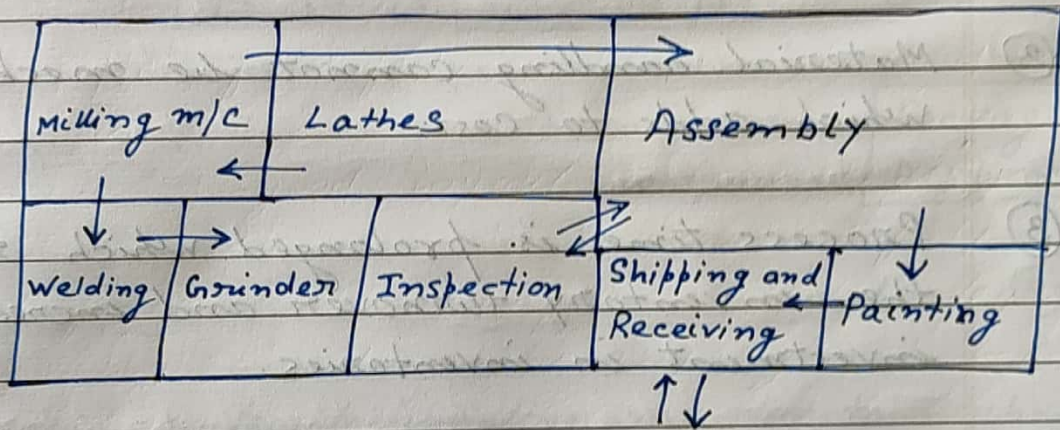 Milling m/c
Lathes
Assembly
Welding
Grinder
Inspection
Shipping and
Receiving
Painting